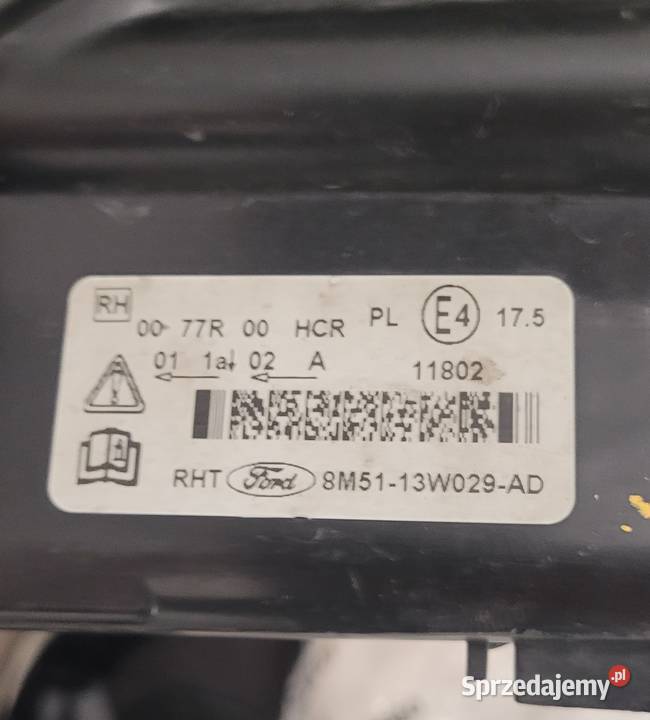 RH
00 77R 00 HCR PL E4 17.5
01 1a 02 A 11802
RHT Ford 8M51-13W029-AD
Sprzedajemy.pl